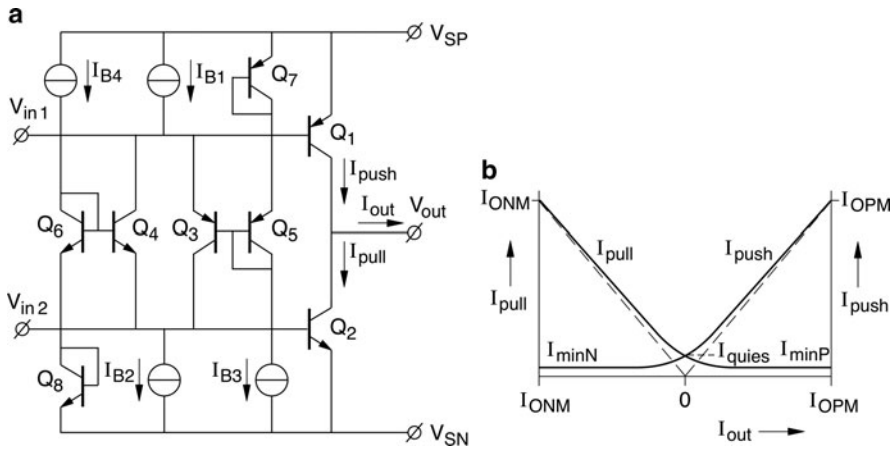 a
V_SP
I_B4
I_B1
Q_7
V_in 1
Q_1
I_push
I_out
V_out
Q_6
Q_4
Q_3
Q_5
I_pull
V_in 2
Q_2
Q_8
I_B2
I_B3
V_SN
b
I_ONM
I_OPM
I_pull
I_push
I_pull
I_push
I_minN
I_quies
I_minP
I_ONM
0
I_OPM
I_out